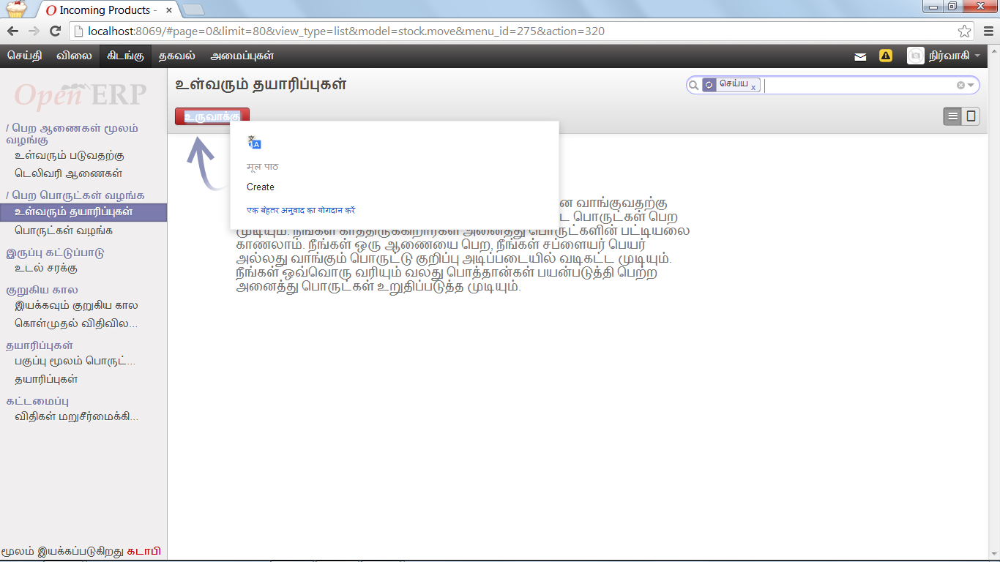 Incoming Products -
localhost:8069/#page=0&limit=80&view_type=list&model=stock.move&menu_id=275&action=320
செய்தி விலை கிடங்கு தகவல் அமைப்புகள் நிர்வாகி
Open ERP
உள்வரும் தயாரிப்புகள்
செய்ய x
உருவாக்கு
/ பெற ஆணைகள் மூலம்
வழங்கு
உள்வரும் படுவதற்கு
டெலிவரி ஆணைகள்
/ பெற பொருட்கள் வழங்க
உள்வரும் தயாரிப்புகள்
பொருட்கள் வழங்க
இருப்பு கட்டுப்பாடு
உடல் சரக்கு
குறுகிய கால
இயக்கவும் குறுகிய கால
கொள்முதல் விதிவில...
தயாரிப்புகள்
பகுப்பு மூலம் பொருட்...
தயாரிப்புகள்
கட்டமைப்பு
விதிகள் மறுசீர்மைக்கி...
மூலம் இயக்கப்படுகிறது கடாபி
मूल पाठ
Create
एक बेहतर अनुवाद का योगदान करें
வாங்குவதற்கு
பொருட்கள் பெற
முடியும். நீங்கள் காத்திருக்கிறார்கள் அனைத்து பொருட்களின் பட்டியலை
காணலாம். நீங்கள் ஒரு ஆணையை பெற, நீங்கள் சப்ளையர் பெயர்
அல்லது வாங்கும் பொருட்டு குறிப்பு அடிப்படையில் வடிகட்ட முடியும்.
நீங்கள் ஒவ்வொரு வரியும் வலது பொத்தான்கள் பயன்படுத்தி பெற்ற
அனைத்து பொருட்கள் உறுதிப்படுத்த முடியும்.